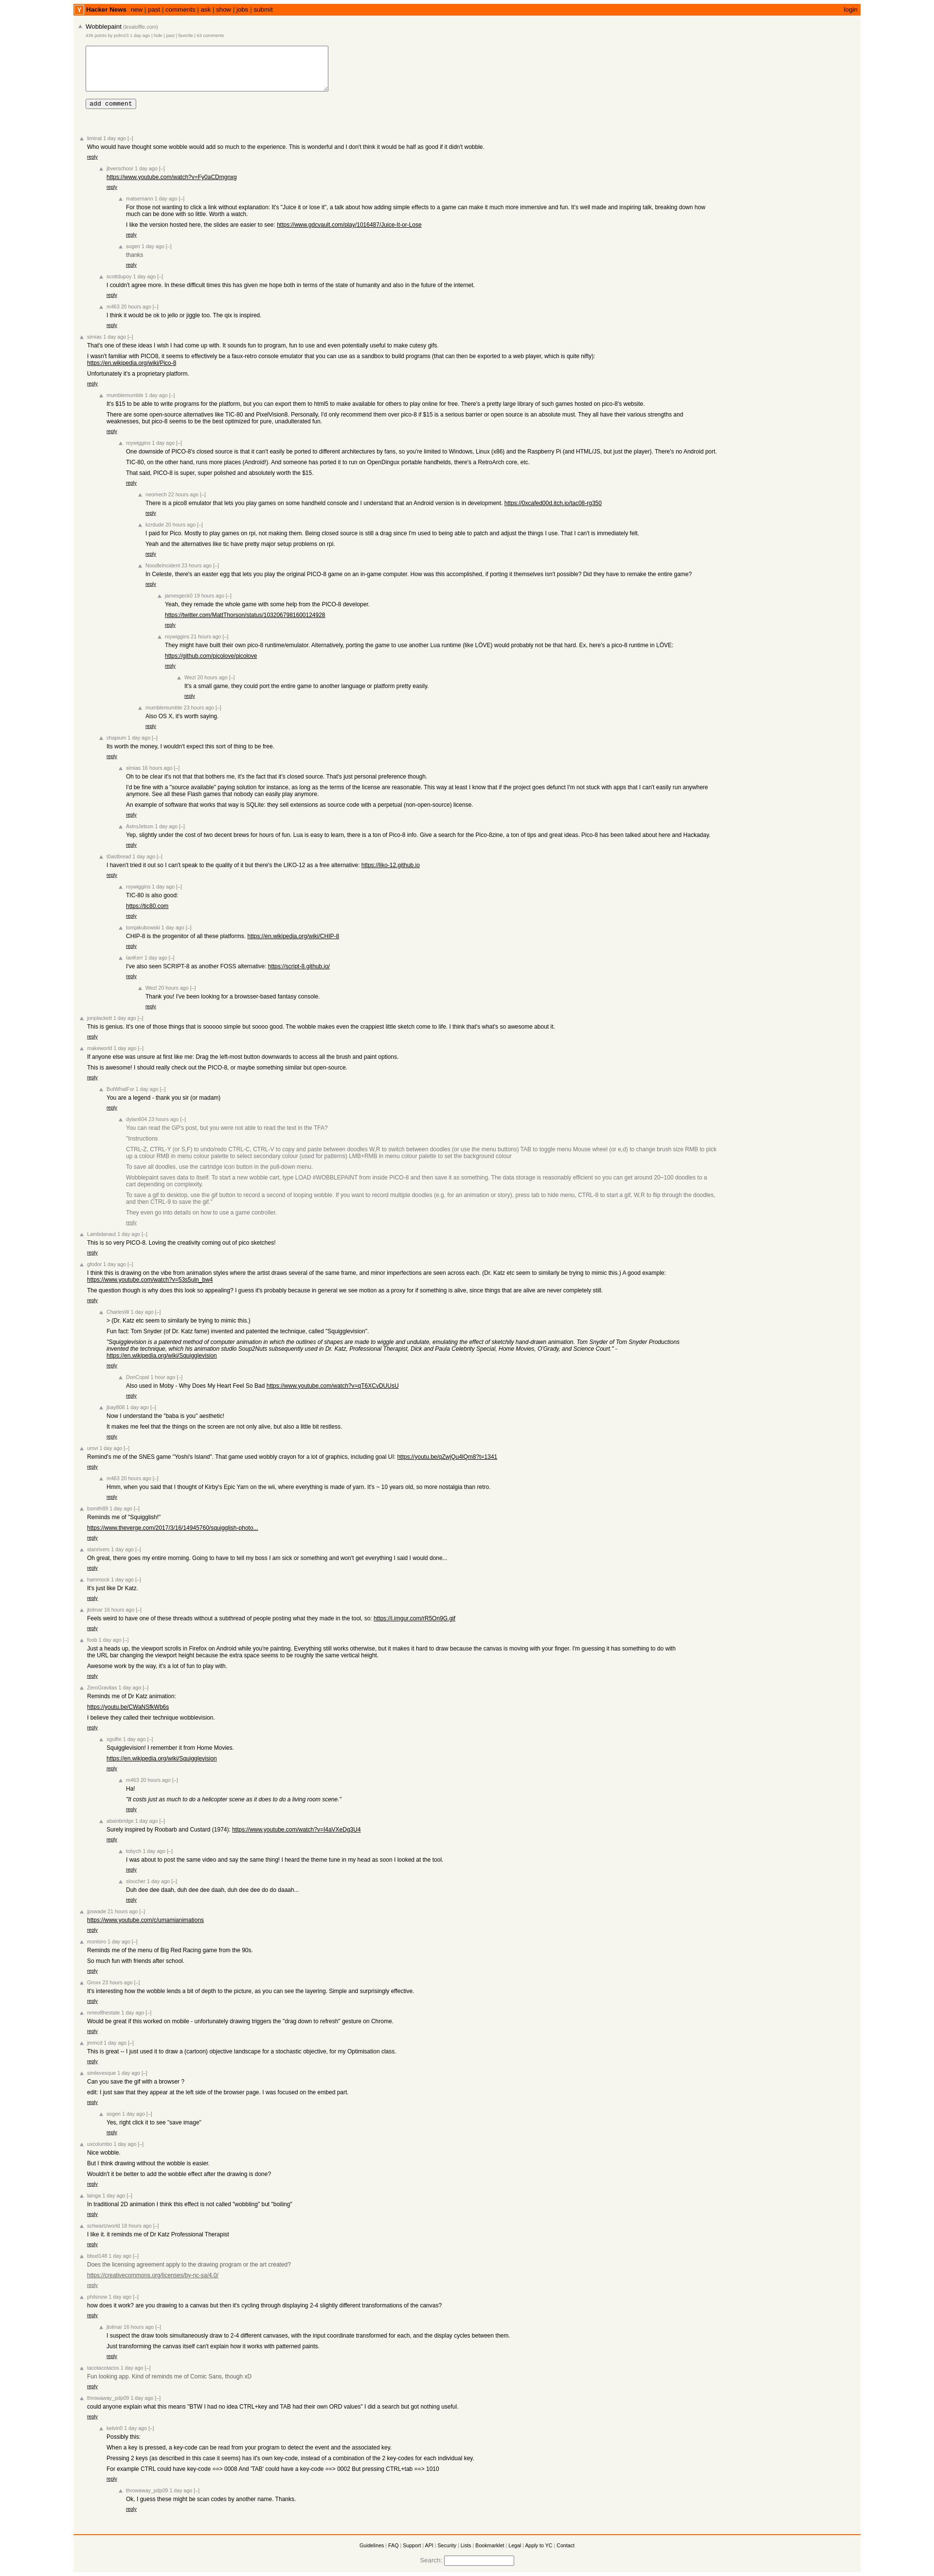 Y Hacker News new | past | comments | ask | show | jobs | submit login
Wobblepaint (lexaloffle.com)
add comment
1 day ago [–]
Who would have thought some wobble would add so much to the experience. This is wonderful and I don't think it would be half as good if it didn't wobble.
reply
jbverschoor 1 day ago [–]
reply
matsemann 1 day ago [–]
For those not wanting to click a link without explanation: It's "Juice it or lose it", a talk about how adding simple effects to a game can make it much more immersive and fun. It's well made and inspiring talk, breaking down how
much can be done with so little. Worth a watch.
I like the version hosted here, the slides are easier to see: https://www.gdcvault.com/play/1016487/Juice-It-or-Lose
reply
sogen 1 day ago [–]
thanks
reply
scottdupoy 1 day ago [–]
I couldn't agree more. In these difficult times this has given me hope both in terms of the state of humanity and also in the future of the internet.
reply
m463 20 hours ago [–]
I think it would be ok to jello or jiggle too. The qix is inspired.
reply
simias 1 day ago [–]
That's one of these ideas I wish I had come up with. It sounds fun to program, fun to use and even potentially useful to make cutesy gifs.
I wasn't familiar with PICO8, it seems to effectively be a faux-retro console emulator that you can use as a sandbox to build programs (that can then be exported to a web player, which is quite nifty):
https://en.wikipedia.org/wiki/Pico-8
Unfortunately it's a proprietary platform.
reply
mumblemumble 1 day ago [–]
It's $15 to be able to write programs for the platform, but you can export them to html5 to make available for others to play online for free. There's a pretty large library of such games hosted on pico-8's website.
There are some open-source alternatives like TIC-80 and PixelVision8. Personally, I'd only recommend them over pico-8 if $15 is a serious barrier or open source is an absolute must. They all have their various strengths and
weaknesses, but pico-8 seems to be the best optimized for pure, unadulterated fun.
reply
roywiggins 1 day ago [–]
One downside of PICO-8's closed source is that it can't easily be ported to different architectures by fans, so you're limited to Windows, Linux (x86) and the Raspberry Pi (and HTML/JS, but just the player). There's no Android port.
TIC-80, on the other hand, runs more places (Android!). And someone has ported it to run on OpenDingux portable handhelds, there's a RetroArch core, etc.
That said, PICO-8 is super, super polished and absolutely worth the $15.
reply
neomech 22 hours ago [–]
There is a pico8 emulator that lets you play games on some handheld console and I understand that an Android version is in development. https://0xcafed00d.itch.io/tac08-rg350
reply
kzrdude 20 hours ago [–]
I paid for Pico. Mostly to play games on rpi, not making them. Being closed source is still a drag since I'm used to being able to patch and adjust the things I use. That I can't is immediately felt.
Yeah and the alternatives like tic have pretty major setup problems on rpi.
reply
NoodleIncident 23 hours ago [–]
In Celeste, there's an easter egg that lets you play the original PICO-8 game on an in-game computer. How was this accomplished, if porting it themselves isn't possible? Did they have to remake the entire game?
reply
jamesgeck0 19 hours ago [–]
Yeah, they remade the whole game with some help from the PICO-8 developer.
https://twitter.com/MattThorson/status/1032067981600124928
reply
roywiggins 21 hours ago [–]
They might have built their own pico-8 runtime/emulator. Alternatively, porting the game to use another Lua runtime (like LÖVE) would probably not be that hard. Ex, here's a pico-8 runtime in LÖVE:
https://github.com/picolove/picolove
reply
20 hours ago [–]
It's a small game, they could port the entire game to another language or platform pretty easily.
reply
mumblemumble 23 hours ago [–]
Also OS X, it's worth saying.
reply
chiqpum 1 day ago [–]
Its worth the money, I wouldn't expect this sort of thing to be free.
reply
simias 16 hours ago [–]
Oh to be clear it's not that that bothers me, it's the fact that it's closed source. That's just personal preference though.
I'd be fine with a "source available" paying solution for instance, as long as the terms of the license are reasonable. This way at least I know that if the project goes defunct I'm not stuck with apps that I can't easily run anywhere
anymore. See all these Flash games that nobody can easily play anymore.
An example of software that works that way is SQLite: they sell extensions as source code with a perpetual (non-open-source) license.
reply
AstroJetson 1 day ago [–]
Yep, slightly under the cost of two decent brews for hours of fun. Lua is easy to learn, there is a ton of Pico-8 info. Give a search for the Pico-8zine, a ton of tips and great ideas. Pico-8 has been talked about here and Hackaday.
reply
1 day ago [–]
I haven't tried it out so I can't speak to the quality of it but there's the LIKO-12 as a free alternative: https://liko-12.github.io
reply
roywiggins 1 day ago [–]
TIC-80 is also good:
https://tic80.com
reply
tomjakubowski 1 day ago [–]
CHIP-8 is the progenitor of all these platforms. https://en.wikipedia.org/wiki/CHIP-8
reply
IanKerr 1 day ago [–]
I've also seen SCRIPT-8 as another FOSS alternative: https://script-8.github.io/
reply
20 hours ago [–]
Thank you! I've been looking for a browsser-based fantasy console.
reply
jonplackett 1 day ago [–]
This is genius. It's one of those things that is sooooo simple but soooo good. The wobble makes even the crappiest little sketch come to life. I think that's what's so awesome about it.
reply
makeworld 1 day ago [–]
If anyone else was unsure at first like me: Drag the left-most button downwards to access all the brush and paint options.
This is awesome! I should really check out the PICO-8, or maybe something similar but open-source.
reply
ButWhatFor 1 day ago [–]
You are a legend - thank you sir (or madam)
reply
dylan604 23 hours ago [–]
You can read the GP's post, but you were not able to read the text in the TFA?
"Instructions
CTRL-Z, CTRL-Y (or S,F) to undo/redo CTRL-C, CTRL-V to copy and paste between doodles W,R to switch between doodles (or use the menu buttons) TAB to toggle menu Mouse wheel (or e,d) to change brush size RMB to pick
up a colour RMB in menu colour palette to select secondary colour (used for patterns) LMB+RMB in menu colour palette to set the background colour
To save all doodles, use the cartridge icon button in the pull-down menu.
Wobblepaint saves data to itself. To start a new wobble cart, type LOAD #WOBBLEPAINT from inside PICO-8 and then save it as something. The data storage is reasonably efficient so you can get around 20~100 doodles to a
cart depending on complexity.
To save a gif to desktop, use the gif button to record a second of looping wobble. If you want to record multiple doodles (e.g. for an animation or story), press tab to hide menu, CTRL-8 to start a gif, W,R to flip through the doodles,
and then CTRL-9 to save the gif."
They even go into details on how to use a game controller.
reply
Lambdanaut 1 day ago [–]
This is so very PICO-8. Loving the creativity coming out of pico sketches!
reply
gfodor 1 day ago [–]
I think this is drawing on the vibe from animation styles where the artist draws several of the same frame, and minor imperfections are seen across each. (Dr. Katz etc seem to similarly be trying to mimic this.) A good example:
https://www.youtube.com/watch?v=53s5uln_bw4
The question though is why does this look so appealing? I guess it's probably because in general we see motion as a proxy for if something is alive, since things that are alive are never completely still.
reply
CharlesW 1 day ago [–]
> (Dr. Katz etc seem to similarly be trying to mimic this.)
Fun fact: Tom Snyder (of Dr. Katz fame) invented and patented the technique, called "Squigglevision".
"Squigglevision is a patented method of computer animation in which the outlines of shapes are made to wiggle and undulate, emulating the effect of sketchily hand-drawn animation. Tom Snyder of Tom Snyder Productions
invented the technique, which his animation studio Soup2Nuts subsequently used in Dr. Katz, Professional Therapist, Dick and Paula Celebrity Special, Home Movies, O'Grady, and Science Court." -
https://en.wikipedia.org/wiki/Squigglevision
reply
DonCopal 1 hour ago [–]
Also used in Moby - Why Does My Heart Feel So Bad https://www.youtube.com/watch?v=qT6XCvDUUsU
reply
jbay808 1 day ago [–]
Now I understand the "baba is you" aesthetic!
It makes me feel that the things on the screen are not only alive, but also a little bit restless.
reply
1 day ago [–]
Remind's me of the SNES game "Yoshi's Island". That game used wobbly crayon for a lot of graphics, including goal UI:
reply
m463 20 hours ago [–]
Hmm, when you said that I thought of Kirby's Epic Yarn on the wii, where everything is made of yarn. It's ~ 10 years old, so more nostalgia than retro.
reply
bsmith89 1 day ago [–]
Reminds me of "Squigglish!"
https://www.theverge.com/2017/3/16/14945760/squigglish-photo...
reply
stanrivers 1 day ago [–]
Oh great, there goes my entire morning. Going to have to tell my boss I am sick or something and won't get everything I said I would done...
reply
hammock 1 day ago [–]
It's just like Dr Katz.
reply
jtolmar 16 hours ago [–]
Feels weird to have one of these threads without a subthread of people posting what they made in the tool, so: https://i.imgur.com/rR5On9G.gif
reply
1 day ago [–]
Just a heads up, the viewport scrolls in Firefox on Android while you're painting. Everything still works otherwise, but it makes it hard to draw because the canvas is moving with your finger. I'm guessing it has something to do with
the URL bar changing the viewport height because the extra space seems to be roughly the same vertical height.
Awesome work by the way, it's a lot of fun to play with.
reply
ZeroGravitas 1 day ago [–]
Reminds me of Dr Katz animation:
https://youtu.be/CWaNSfkWb6s
I believe they called their technique wobblevision.
reply
1 day ago [–]
Squigglevision! I remember it from Home Movies.
https://en.wikipedia.org/wiki/Squigglevision
reply
m463 20 hours ago [–]
Ha!
"It costs just as much to do a helicopter scene as it does to do a living room scene."
reply
abainbridge 1 day ago [–]
Surely inspired by Roobarb and Custard (1974): https://www.youtube.com/watch?v=I4aVXeDq3U4
reply
tobych 1 day ago [–]
I was about to post the same video and say the same thing! I heard the theme tune in my head as soon I looked at the tool.
reply
sloucher 1 day ago [–]
Duh dee dee daah, duh dee dee daah, duh dee dee do do daaah...
reply
jpswade 21 hours ago [–]
https://www.youtube.com/c/umamianimations
reply
montoro 1 day ago [–]
Reminds me of the menu of Big Red Racing game from the 90s.
So much fun with friends after school.
reply
23 hours ago [–]
It's interesting how the wobble lends a bit of depth to the picture, as you can see the layering. Simple and surprisingly effective.
reply
1 day ago [–]
Would be great if this worked on mobile - unfortunately drawing triggers the "drag down to refresh" gesture on Chrome.
reply
jmmcd 1 day ago [–]
This is great -- I just used it to draw a (cartoon) objective landscape for a stochastic objective, for my Optimisation class.
reply
simlevesque 1 day ago [–]
Can you save the gif with a browser ?
edit: I just saw that they appear at the left side of the browser page. I was focused on the embed part.
reply
sogen 1 day ago [–]
Yes, right click it to see "save image"
reply
uxcolumbo 1 day ago [–]
Nice wobble.
But I think drawing without the wobble is easier.
Wouldn't it be better to add the wobble effect after the drawing is done?
reply
lainga 1 day ago [–]
In traditional 2D animation I think this effect is not called "wobbling" but "boiling"
reply
schwartzworld 18 hours ago [–]
I like it. it reminds me of Dr Katz Professional Therapist
reply
bbud148 1 day ago [–]
Does the licensing agreement apply to the drawing program or the art created?
https://creativecommons.org/licenses/by-nc-sa/4.0/
reply
philsnow 1 day ago [–]
how does it work? are you drawing to a canvas but then it's cycling through displaying 2-4 slightly different transformations of the canvas?
reply
jtolmar 16 hours ago [–]
I suspect the draw tools simultaneously draw to 2-4 different canvases, with the input coordinate transformed for each, and the display cycles between them.
Just transforming the canvas itself can't explain how it works with patterned paints.
reply
tacotacotacos 1 day ago [–]
Fun looking app. Kind of reminds me of Comic Sans, though xD
reply
throwaway_pdp09 1 day ago [–]
could anyone explain what this means "BTW I had no idea CTRL+key and TAB had their own ORD values" I did a search but got nothing useful.
reply
kelvin0 1 day ago [–]
Possibly this:
When a key is pressed, a key-code can be read from your program to detect the event and the associated key.
Pressing 2 keys (as described in this case it seems) has it's own key-code, instead of a combination of the 2 key-codes for each individual key.
For example CTRL could have key-code ==> 0008 And 'TAB' could have a key-code ==> 0002 But pressing CTRL+tab ==> 1010
reply
throwaway_pdp09 1 day ago [–]
Ok, I guess these might be scan codes by another name. Thanks.
reply
Guidelines | FAQ | Support | API | Security | Lists | Bookmarklet | Legal | Apply to YC | Contact
Search: